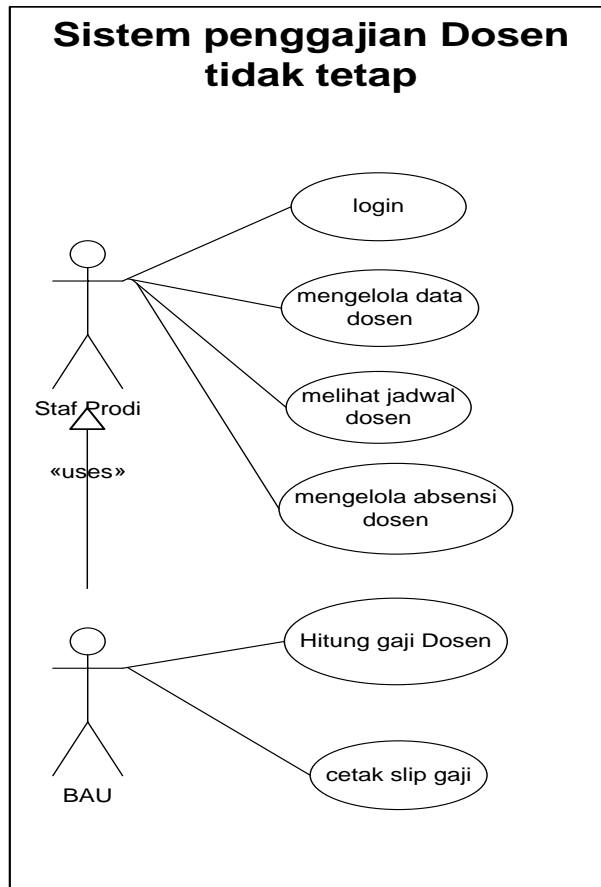 Sistem penggajian Dosen
tidak tetap
login
mengelola data
dosen
melihat jadwal
dosen
Staf Prodi
«uses»
mengelola absensi
dosen
Hitung gaji Dosen
cetak slip gaji
BAU